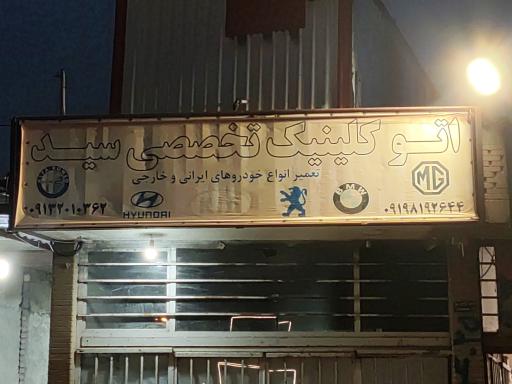 اتو کلینیک تخصصی سید
تعمیر انواع خودروهای ایرانی و خارجی
MG
BMW
HYUNDAI
۰۹۱۹۸۱۹۲۶۴۴
۰۹۱۳۲۰۱۰۳۶۲